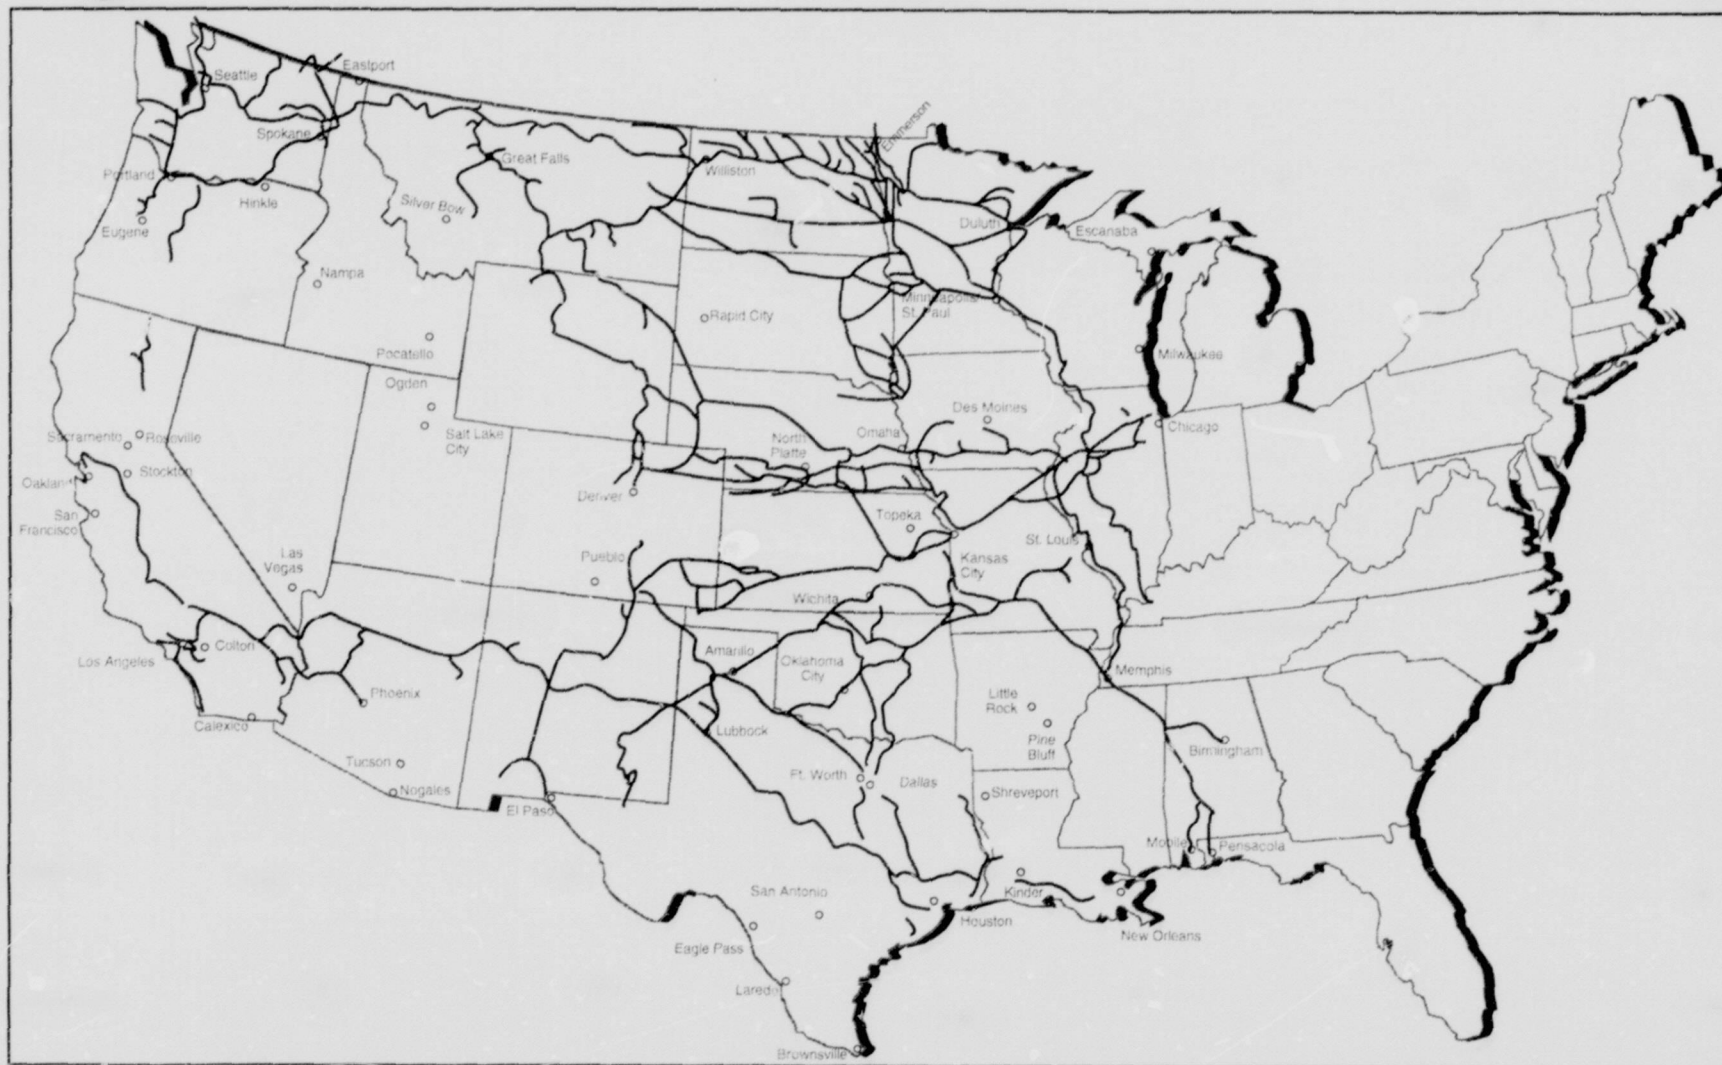 Eastport
Seattle
Emmerson
Spokane
Great Falls
Williston
Portland
Hinkle
Silver Bow
Eugene
Duluth
Escanaba
Nampa
Minneapolis/
St. Paul
Rapid City
Pocatello
Milwaukee
Ogden
Des Moines
Sacramento
Roseville
Salt Lake
City
North
Platte
Omaha
Chicago
Stockton
Oakland
Denver
San
Francisco
Topeka
St. Louis
Las
Vegas
Pueblo
Kansas
City
Wichita
Colton
Los Angeles
Amarillo
Oklahoma
City
Memphis
Phoenix
Little
Rock
Calexico
Lubbock
Pine
Bluff
Birmingham
Tucson
Nogales
Ft. Worth
Dallas
Shreveport
El Paso
Mobile
Pensacola
San Antonio
Kinder
Houston
New Orleans
Eagle Pass
Laredo
Brownsville